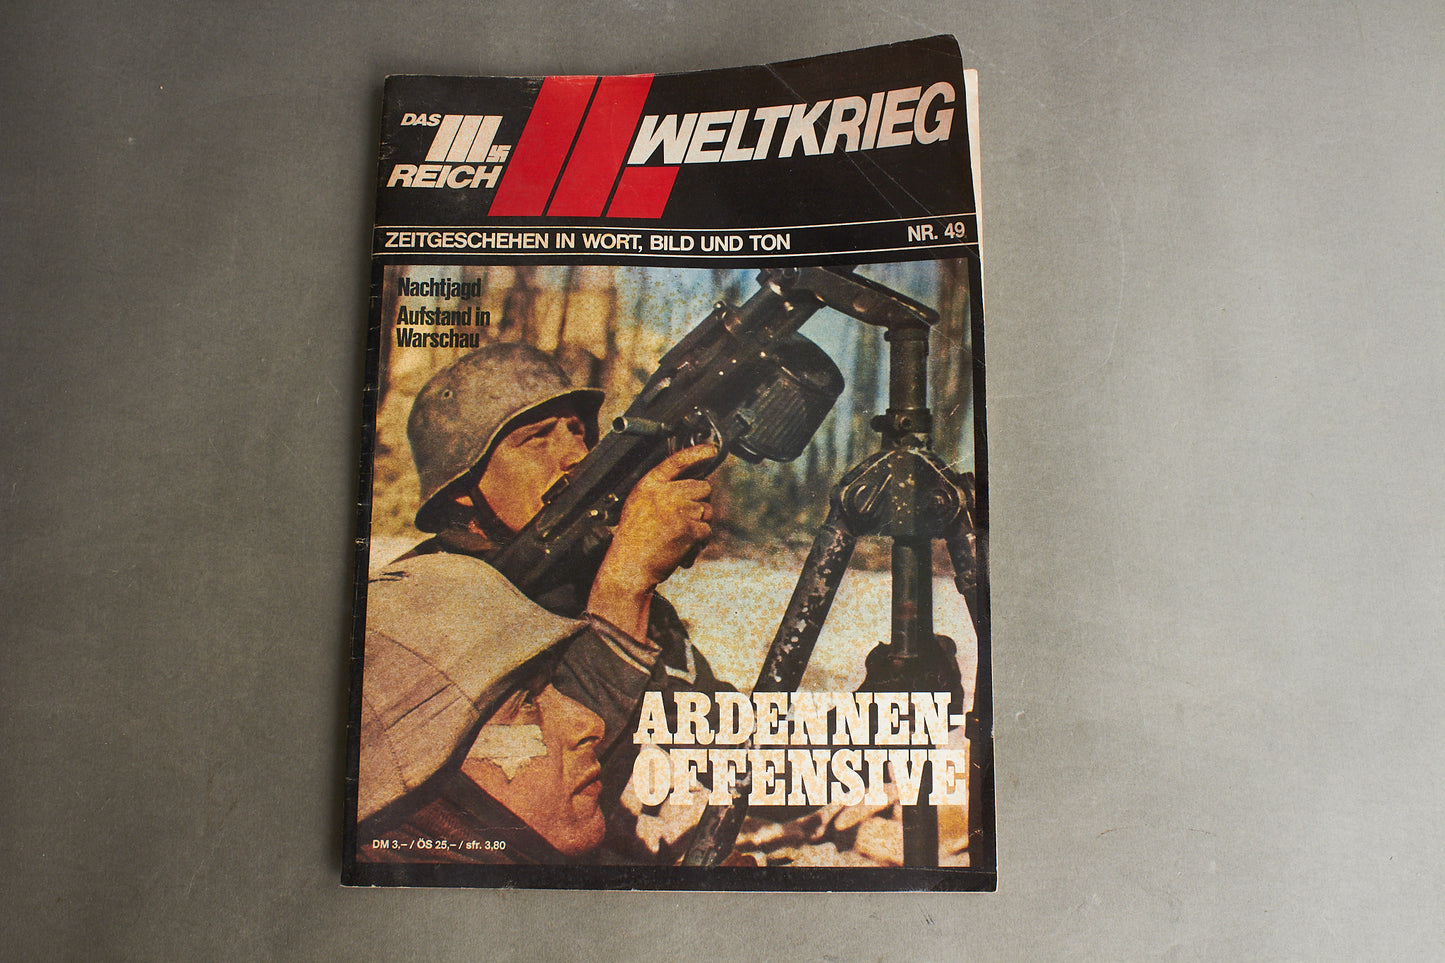 DAS
III.
REICH
II. WELTKRIEG
ZEITGESCHEHEN IN WORT, BILD UND TON
NR. 49
Nachtjagd
Aufstand in
Warschau
ARDENNEN-
OFFENSIVE
DM 3,– / ÖS 25,– / sfr. 3,80